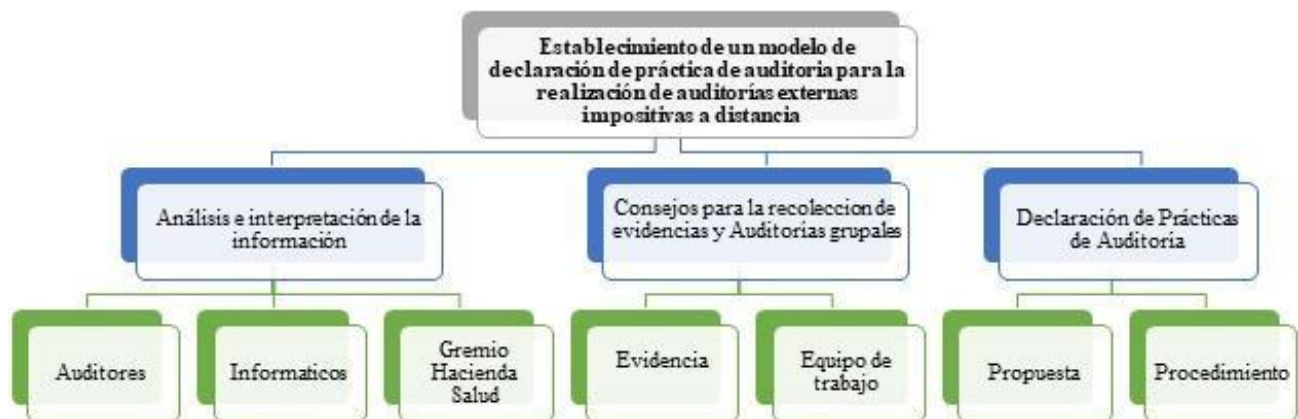 Establecimiento de un modelo de
declaración de práctica de auditoria para la
realización de auditorías externas
impositivas a distancia
Análisis e interpretación de la
información
Consejos para la recoleccion de
evidencias y Auditorías grupales
Declaración de Prácticas
de Auditoría
Auditores
Informaticos
Gremio
Hacienda
Salud
Evidencia
Equipo de
trabajo
Propuesta
Procedimiento